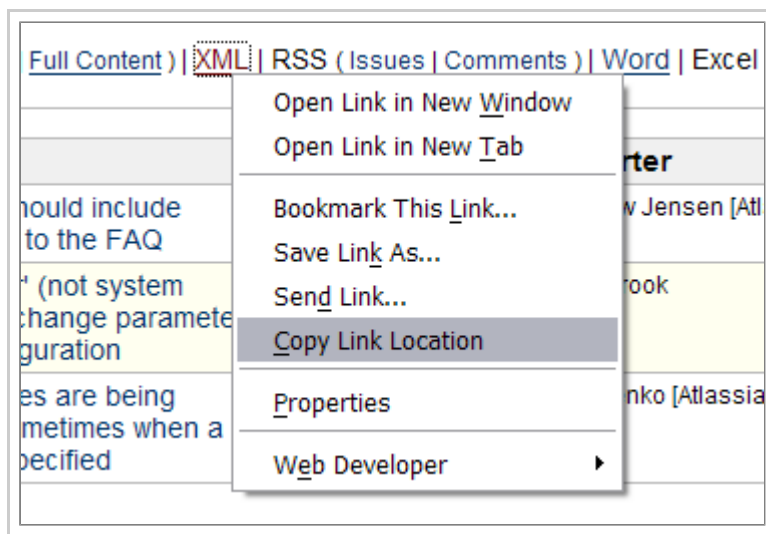 Full Content ) | XML | RSS ( Issues | Comments ) | Word | Excel
Open Link in New Window
Open Link in New Tab
Bookmark This Link...
Save Link As...
Send Link...
Copy Link Location
Properties
Web Developer
rter
hould include
to the FAQ
w Jensen [Atl
r' (not system
change paramete
guration
rook
es are being
metimes when a
pecified
nko [Atlassia